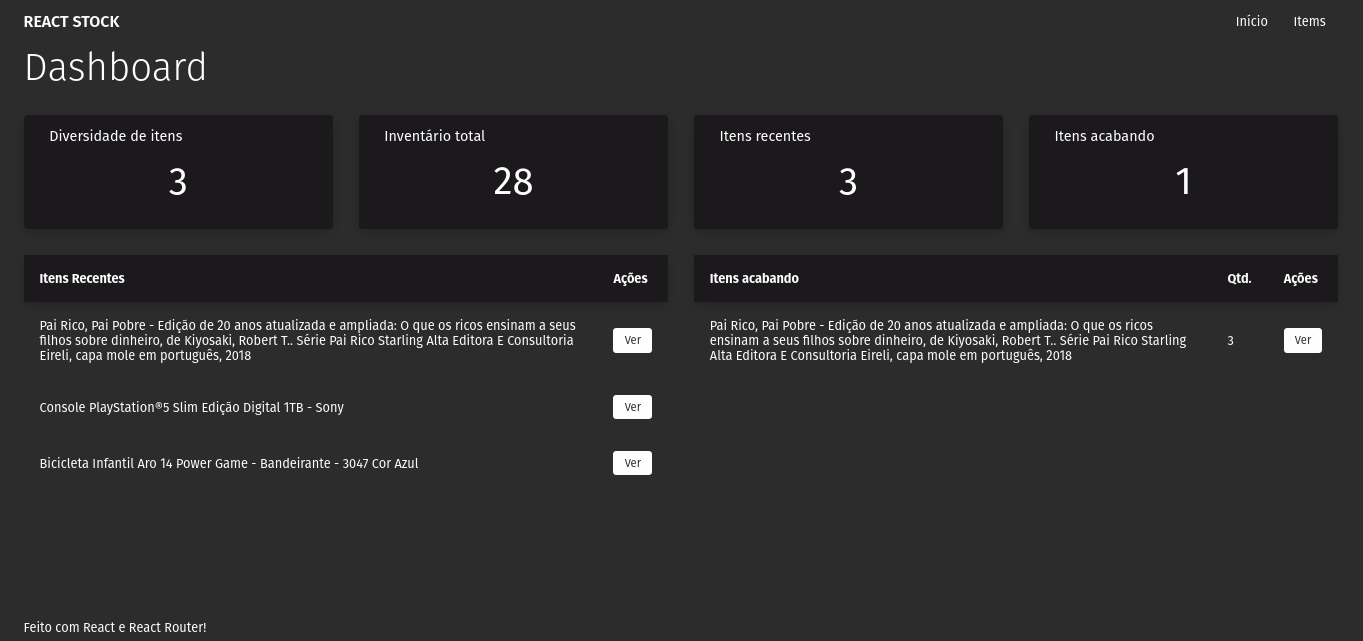 REACT STOCK
Início
Items
Dashboard
Diversidade de itens
3
Inventário total
28
Itens recentes
3
Itens acabando
1
Itens Recentes
Ações
Pai Rico, Pai Pobre - Edição de 20 anos atualizada e ampliada: O que os ricos ensinam a seus
filhos sobre dinheiro, de Kiyosaki, Robert T.. Série Pai Rico Starling Alta Editora E Consultoria
Eireli, capa mole em português, 2018
Ver
Console PlayStation®5 Slim Edição Digital 1TB - Sony
Ver
Bicicleta Infantil Aro 14 Power Game - Bandeirante - 3047 Cor Azul
Ver
Itens acabando
Qtd.
Ações
Pai Rico, Pai Pobre - Edição de 20 anos atualizada e ampliada: O que os ricos
ensinam a seus filhos sobre dinheiro, de Kiyosaki, Robert T.. Série Pai Rico Starling
Alta Editora E Consultoria Eireli, capa mole em português, 2018
3
Ver
Feito com React e React Router!